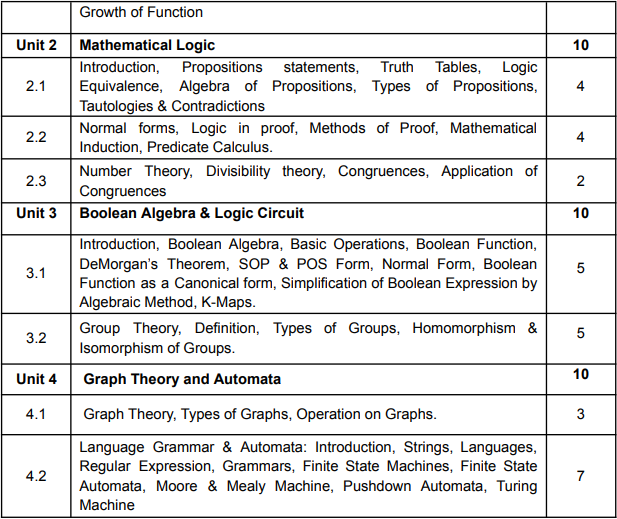 Growth of Function
Unit 2 Mathematical Logic 10
Introduction, Propositions statements, Truth Tables, Logic
2.1 Equivalence, Algebra of Propositions, Types of Propositions, 4
Tautologies & Contradictions
2.2 Normal forms, Logic in proof, Methods of Proof, Mathematical 4
Induction, Predicate Calculus.
2.3 Number Theory, Divisibility theory, Congruences, Application of 2
Congruences
Unit 3 Boolean Algebra & Logic Circuit 10
Introduction, Boolean Algebra, Basic Operations, Boolean Function,
3.1 DeMorgan’s Theorem, SOP & POS Form, Normal Form, Boolean 5
Function as a Canonical form, Simplification of Boolean Expression by
Algebraic Method, K-Maps.
3.2 Group Theory, Definition, Types of Groups, Homomorphism & 5
Isomorphism of Groups.
Unit 4 Graph Theory and Automata 10
4.1 Graph Theory, Types of Graphs, Operation on Graphs. 3
Language Grammar & Automata: Introduction, Strings, Languages,
4.2 Regular Expression, Grammars, Finite State Machines, Finite State 7
Automata, Moore & Mealy Machine, Pushdown Automata, Turing
Machine